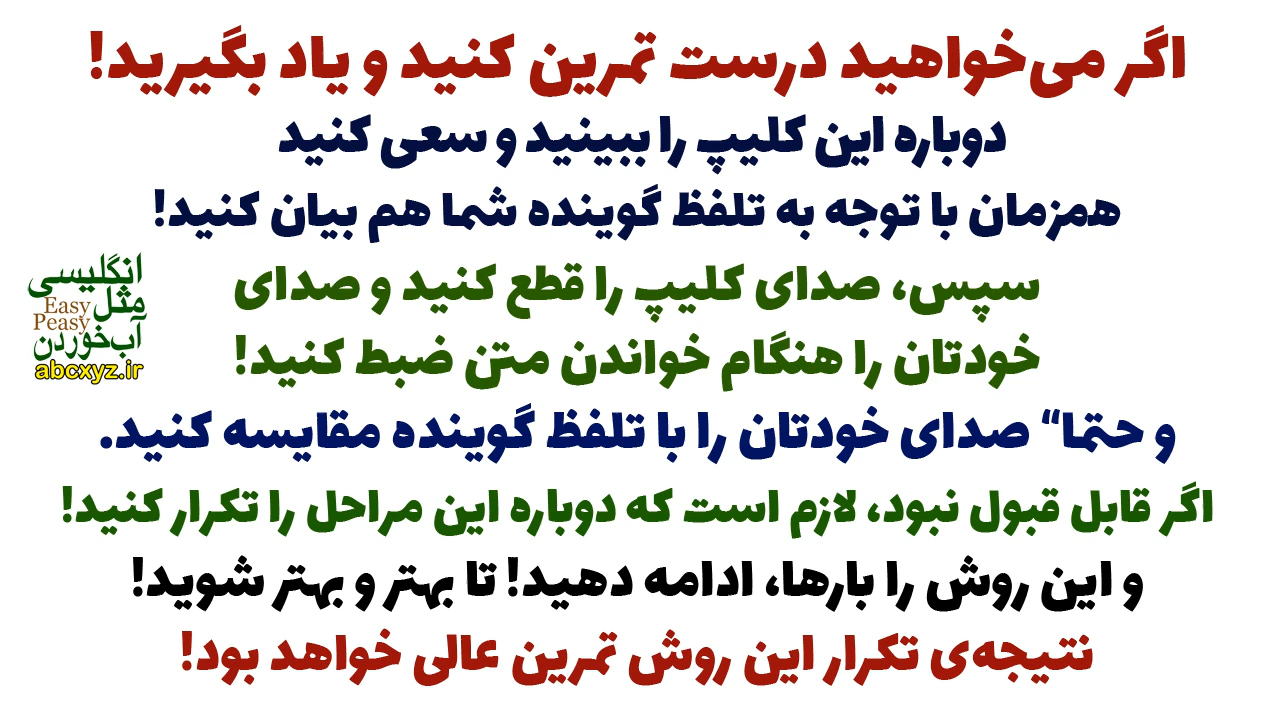 اگر می‌خواهید درست تمرین کنید و یاد بگیرید!
دوباره این کلیپ را ببینید و سعی کنید
همزمان با توجه به تلفظ گوینده شما هم بیان کنید!
سپس، صدای کلیپ را قطع کنید و صدای
خودتان را هنگام خواندن متن ضبط کنید!
و حتما“ صدای خودتان را با تلفظ گوینده مقایسه کنید.
اگر قابل قبول نبود، لازم است که دوباره این مراحل را تکرار کنید!
و این روش را بارها، ادامه دهید! تا بهتر و بهتر شوید!
نتیجه‌ی تکرار این روش تمرین عالی خواهد بود!
انگلیسی
مثل Easy
Peasy
آب‌خوردن
abcxyz.ir